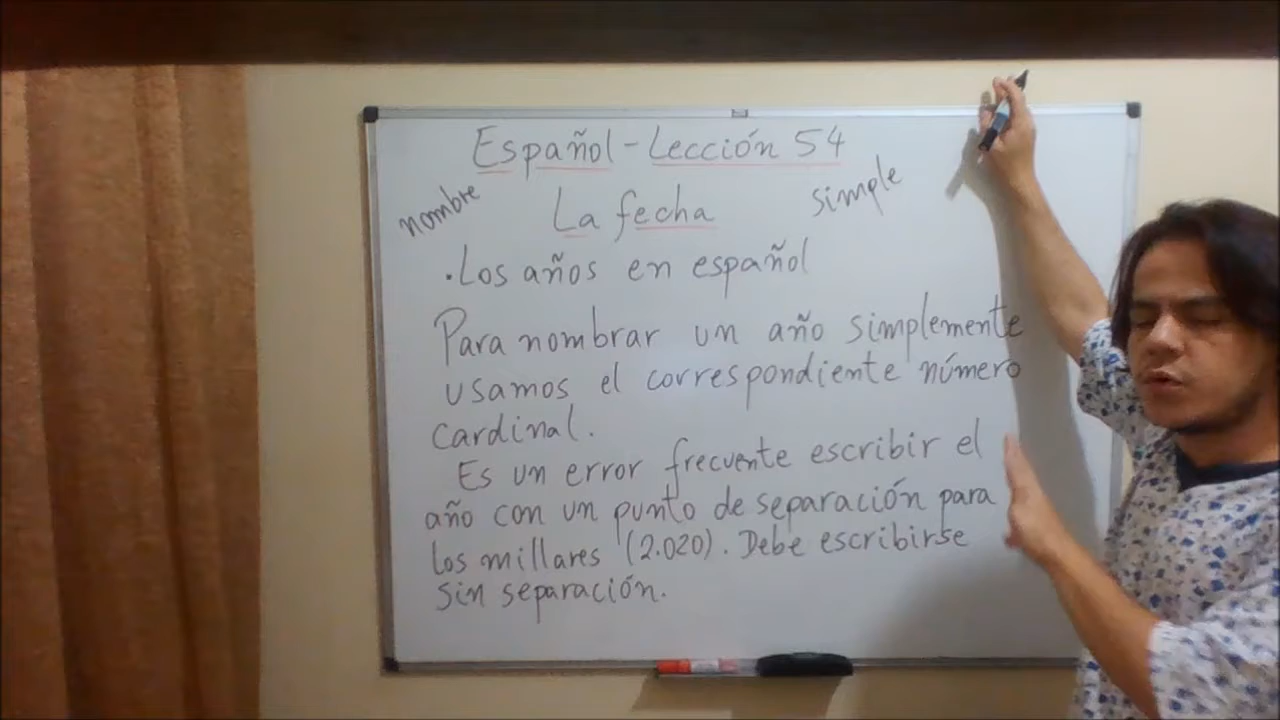 Español - Lección 54
nombre
simple
La fecha
• Los años en español
Para nombrar un año simplemente
usamos el correspondiente número
cardinal.
Es un error frecuente escribir el
año con un punto de separación para
los millares (2.020). Debe escribirse
sin separación.